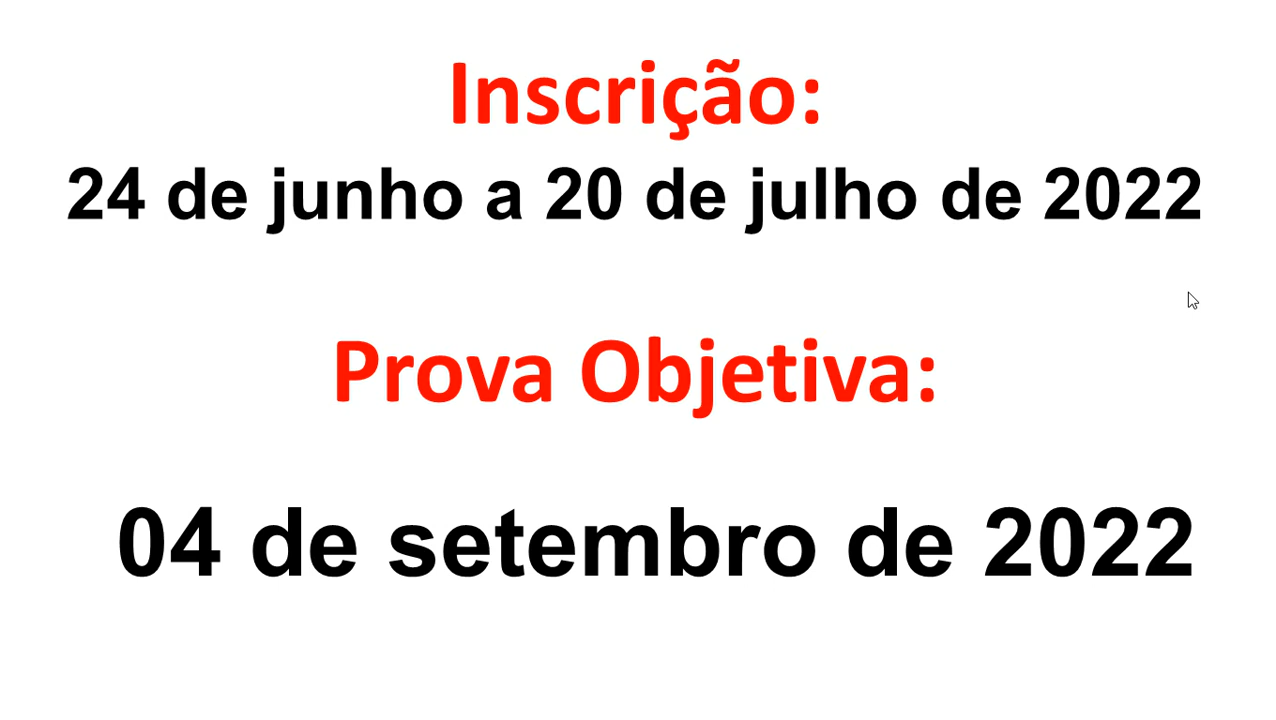 Inscrição:
24 de junho a 20 de julho de 2022
Prova Objetiva:
04 de setembro de 2022